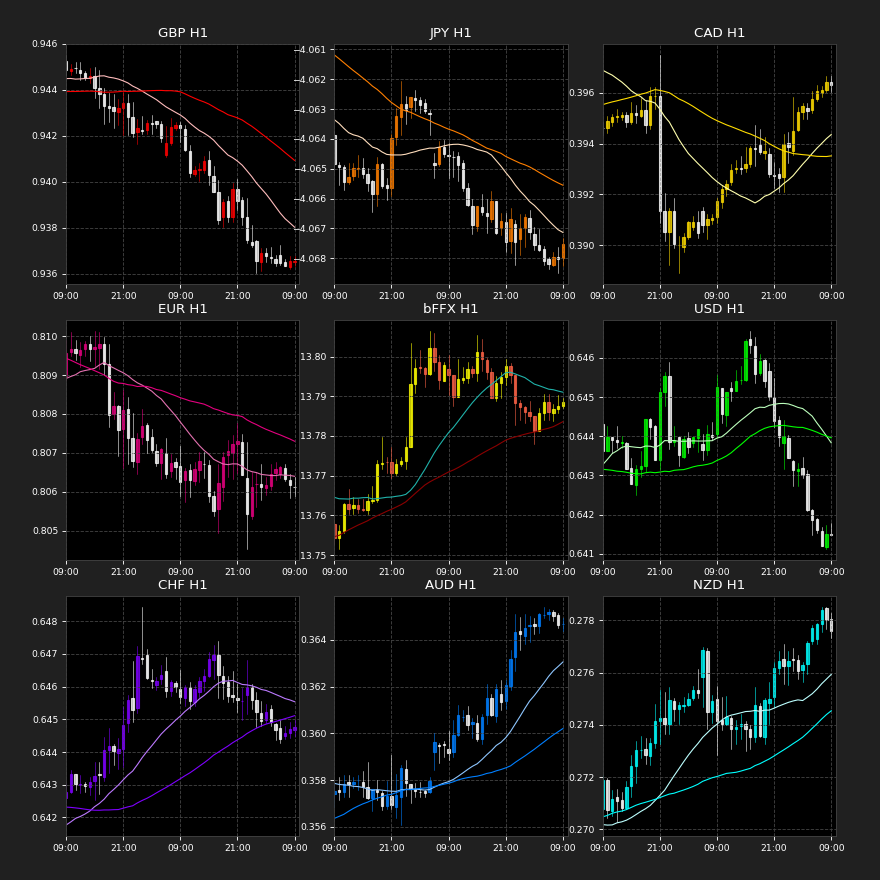 GBP H1
0.946
0.944
0.942
0.940
0.938
0.936
09:00 21:00 09:00 21:00 09:00
JPY H1
−4.061
−4.062
−4.063
−4.064
−4.065
−4.066
−4.067
−4.068
09:00 21:00 09:00 21:00 09:00
CAD H1
0.396
0.394
0.392
0.390
09:00 21:00 09:00 21:00 09:00
EUR H1
0.810
0.809
0.808
0.807
0.806
0.805
09:00 21:00 09:00 21:00 09:00
bFFX H1
13.80
13.79
13.78
13.77
13.76
13.75
09:00 21:00 09:00 21:00 09:00
USD H1
0.646
0.645
0.644
0.643
0.642
0.641
09:00 21:00 09:00 21:00 09:00
CHF H1
0.648
0.647
0.646
0.645
0.644
0.643
0.642
09:00 21:00 09:00 21:00 09:00
AUD H1
0.364
0.362
0.360
0.358
0.356
09:00 21:00 09:00 21:00 09:00
NZD H1
0.278
0.276
0.274
0.272
0.270
09:00 21:00 09:00 21:00 09:00